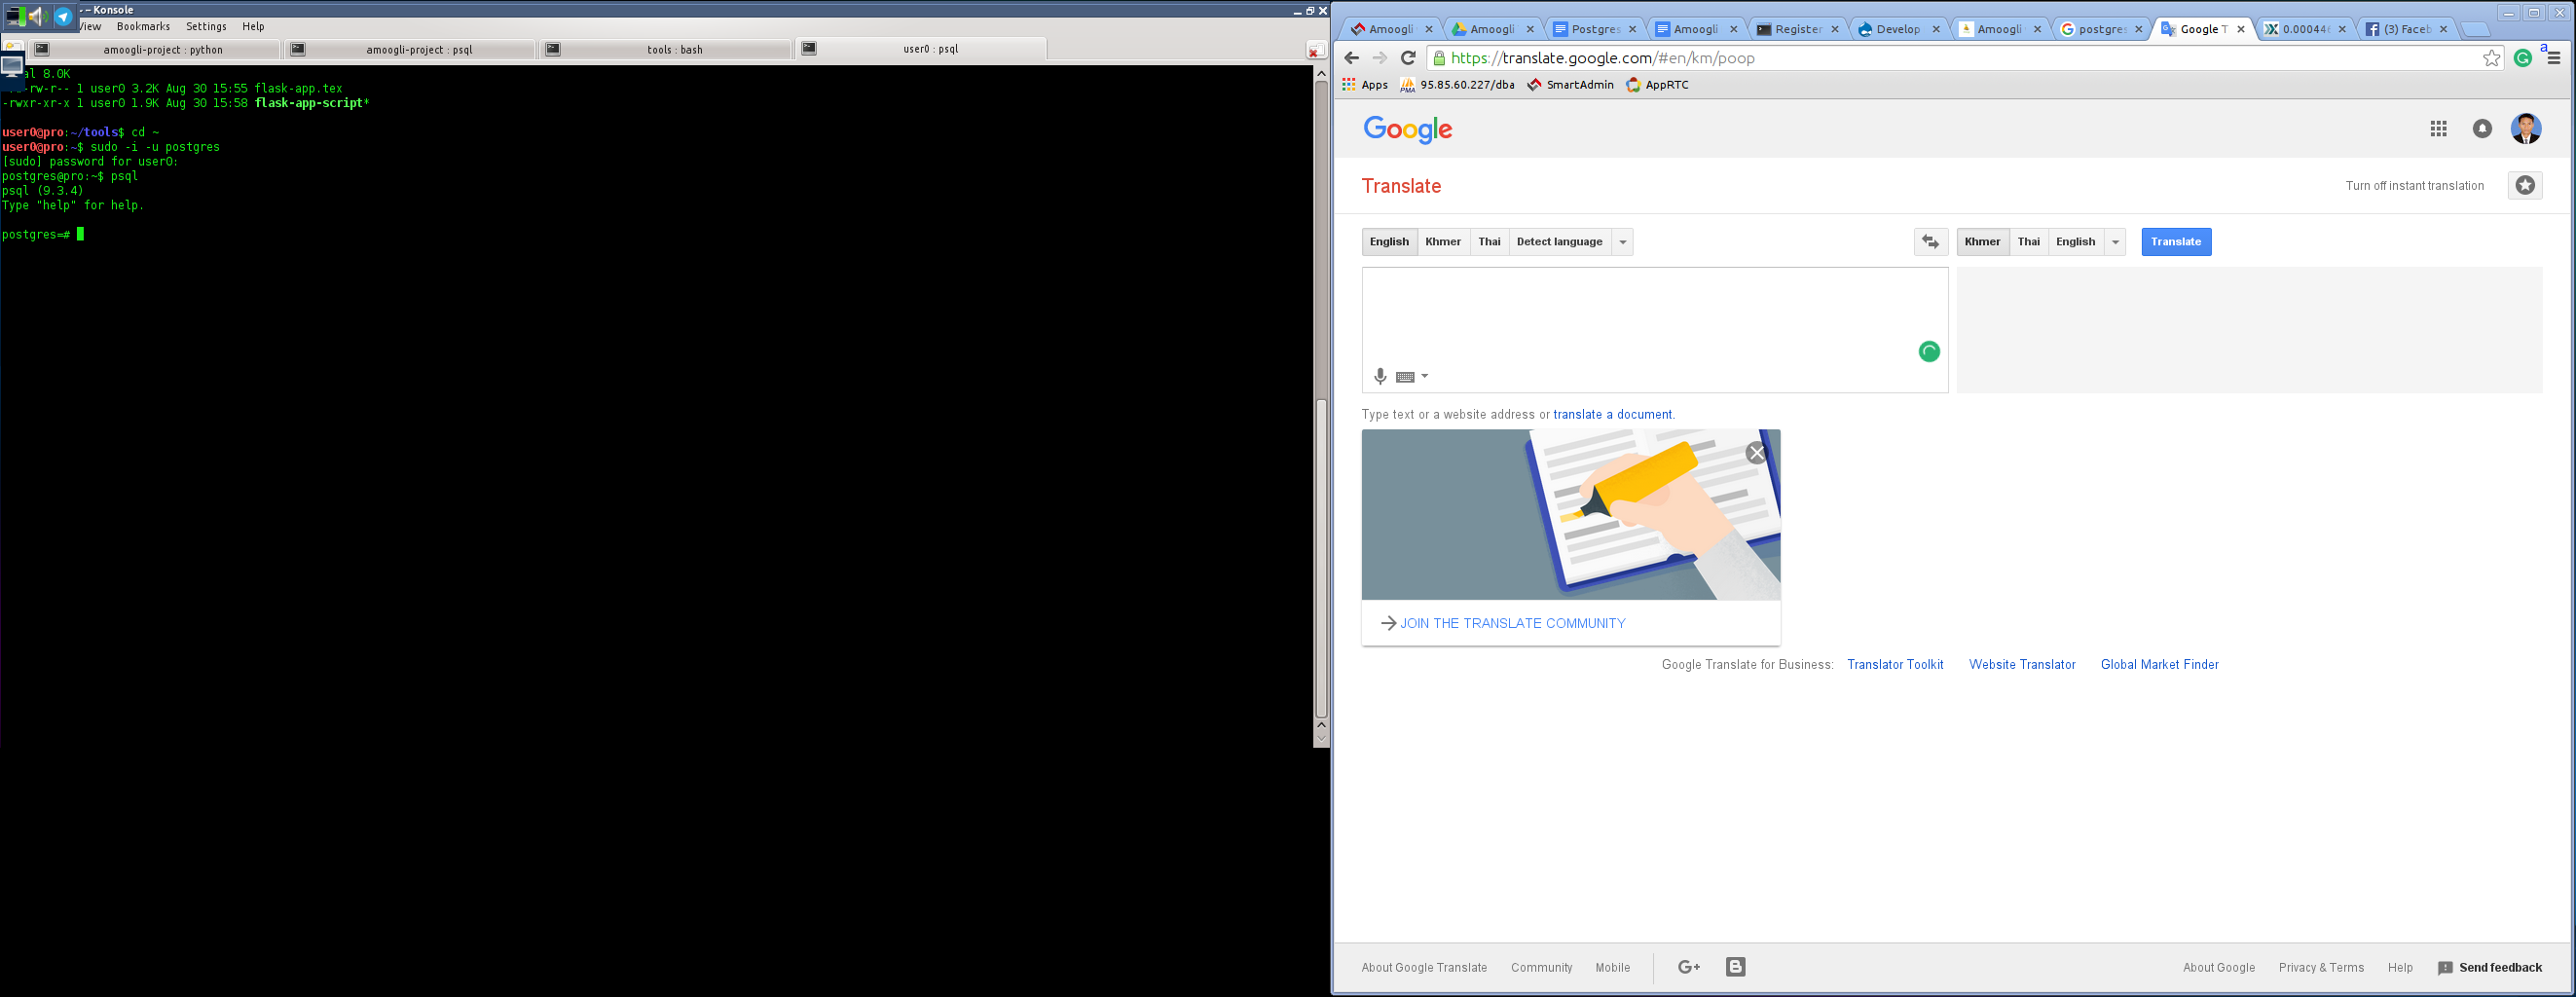 - Konsole
View Bookmarks Settings Help
amoogli-project : python
amoogli-project : psql
tools : bash
user0 : psql
al 8.0K
-rw-r-- 1 user0 3.2K Aug 30 15:55 flask-app.tex
-rwxr-xr-x 1 user0 1.9K Aug 30 15:58 flask-app-script*
user0@pro:~/tools$ cd ~
user0@pro:~$ sudo -i -u postgres
[sudo] password for user0:
postgres@pro:~$ psql
psql (9.3.4)
Type "help" for help.
postgres=#
Amoogli
Amoogli
Postgres
Amoogli
Register
Develop
Amoogli
postgres
Google T
0.000446
(3) Faceb
https://translate.google.com/#en/km/poop
a
Apps
PMA 95.85.60.227/dba
SmartAdmin
AppRTC
Google
Translate
Turn off instant translation
English Khmer Thai Detect language
Khmer Thai English
Translate
Type text or a website address or translate a document.
JOIN THE TRANSLATE COMMUNITY
Google Translate for Business: Translator Toolkit Website Translator Global Market Finder
About Google Translate Community Mobile G+ B
About Google Privacy & Terms Help Send feedback